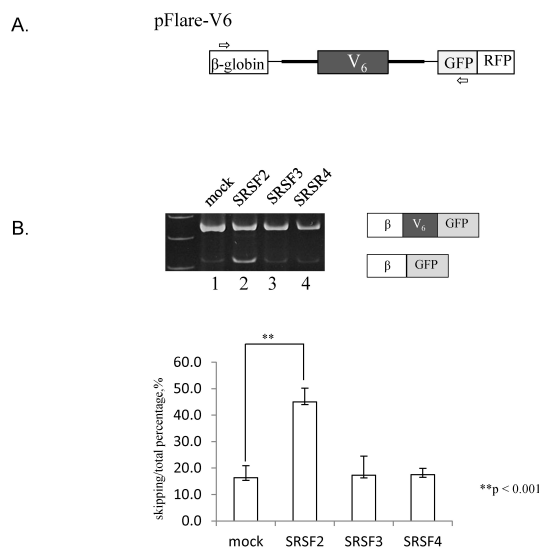 A.
pFlare-V6
β-globin V6 GFP RFP
mock SRSF2 SRSF3 SRSR4
B.
β V6 GFP
β GFP
1 2 3 4
**
60.0
50.0
40.0
30.0
20.0
10.0
0.0
skipping/total percentage,%
mock SRSF2 SRSF3 SRSF4
**p < 0.001